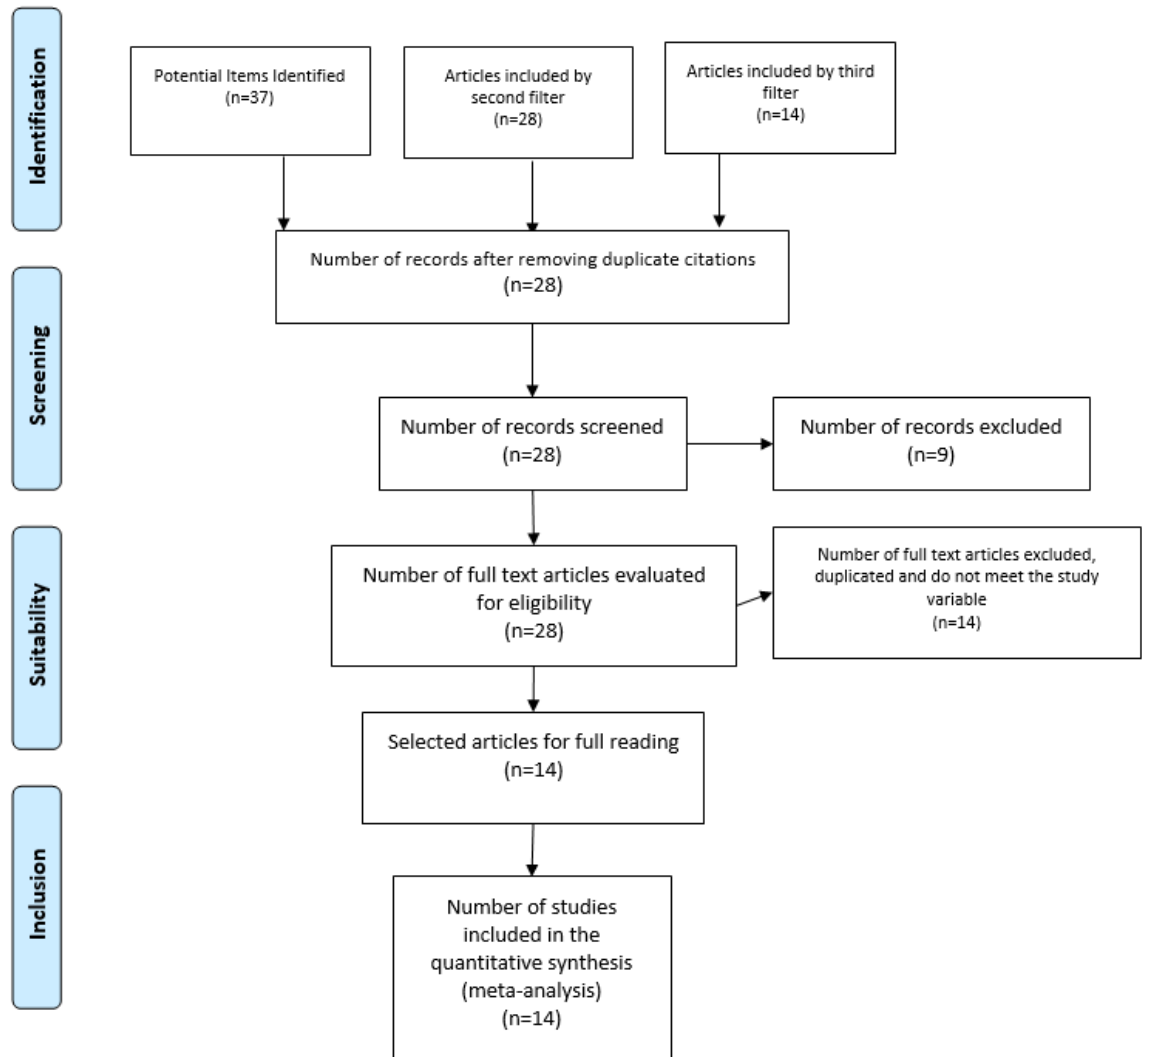 Identification
Potential Items Identified
(n=37)
Articles included by
second filter
(n=28)
Articles included by third
filter
(n=14)
Number of records after removing duplicate citations
(n=28)
Screening
Number of records screened
(n=28)
Number of records excluded
(n=9)
Suitability
Number of full text articles evaluated
for eligibility
(n=28)
Number of full text articles excluded,
duplicated and do not meet the study
variable
(n=14)
Selected articles for full reading
(n=14)
Inclusion
Number of studies
included in the
quantitative synthesis
(meta-analysis)
(n=14)